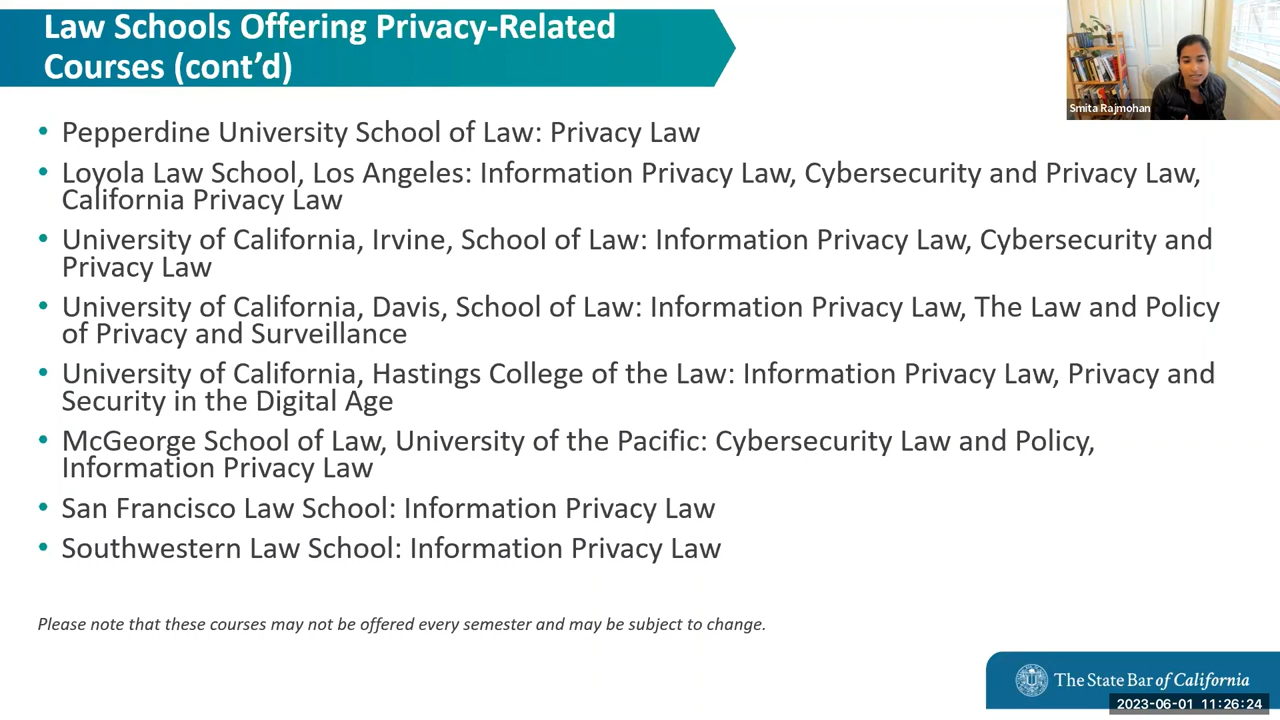 Law Schools Offering Privacy-Related
Courses (cont’d)
Smita Rajmohan
• Pepperdine University School of Law: Privacy Law
• Loyola Law School, Los Angeles: Information Privacy Law, Cybersecurity and Privacy Law,
California Privacy Law
• University of California, Irvine, School of Law: Information Privacy Law, Cybersecurity and
Privacy Law
• University of California, Davis, School of Law: Information Privacy Law, The Law and Policy
of Privacy and Surveillance
• University of California, Hastings College of the Law: Information Privacy Law, Privacy and
Security in the Digital Age
• McGeorge School of Law, University of the Pacific: Cybersecurity Law and Policy,
Information Privacy Law
• San Francisco Law School: Information Privacy Law
• Southwestern Law School: Information Privacy Law
Please note that these courses may not be offered every semester and may be subject to change.
The State Bar of California
2023-06-01 11:26:24